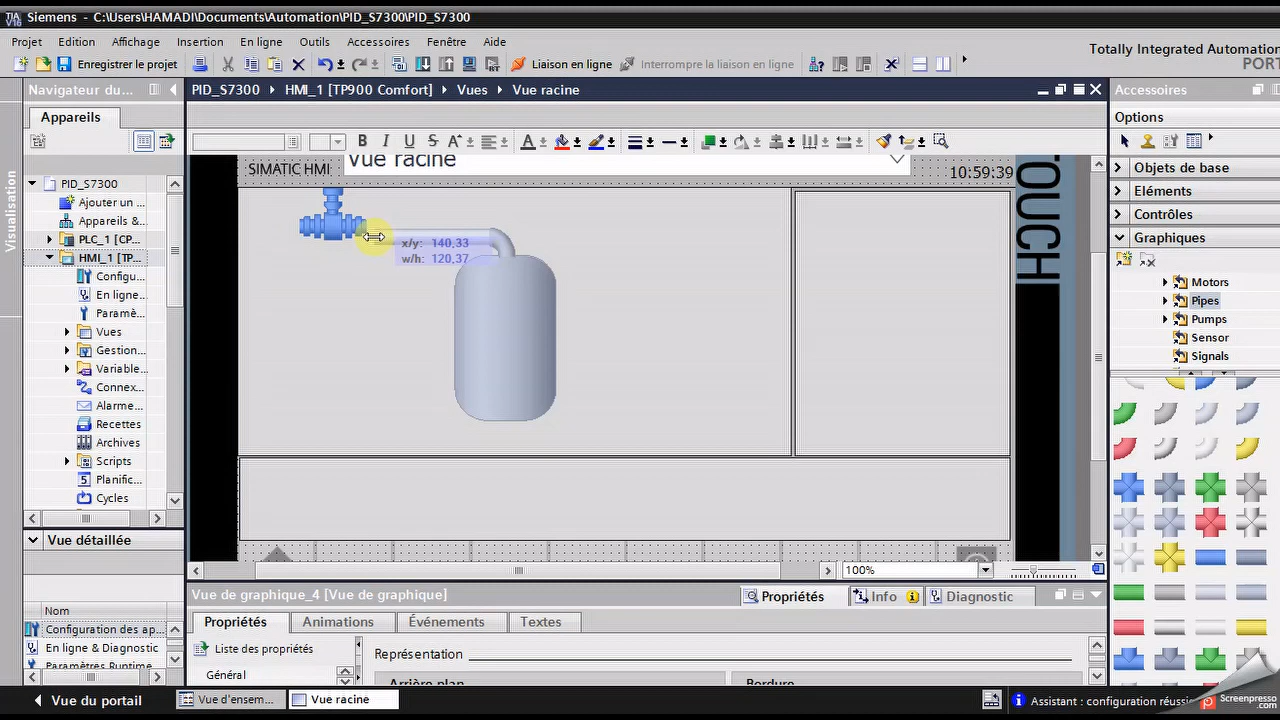 Siemens - C:\Users\HAMADI\Documents\Automation\PID_S7300\PID_S7300
TIA
V16
Projet Edition Affichage Insertion En ligne Outils Accessoires Fenêtre Aide
Totally Integrated Automation
PORT
Enregistrer le projet
Liaison en ligne
Interrompre la liaison en ligne
Navigateur du...
PID_S7300 HMI_1 [TP900 Comfort] Vues Vue racine
Accessoires
Appareils
Options
B I U S A A
Visualisation
PID_S7300
Ajouter un ...
Appareils &...
PLC_1 [CP...
HMI_1 [TP...
Configu...
En ligne...
Paramè...
Vues
Gestion...
Variable...
Connex...
Alarme...
Recettes
Archives
Scripts
Planific...
Cycles
SIMATIC HMI
Vue racine
10:59:39
TOUCH
x/y: 140,33
w/h: 120,37
Objets de base
Eléments
Contrôles
Graphiques
Motors
Pipes
Pumps
Sensor
Signals
100%
Vue détaillée
Nom
Configuration des ap...
En ligne & Diagnostic
Paramètres Runtime
Vue de graphique_4 [Vue de graphique]
Propriétés Info Diagnostic
Propriétés Animations Événements Textes
Liste des propriétés
Général
Représentation
Arrière plan
Bordure
Vue du portail
Vue d'ensem...
Vue racine
Assistant : configuration réussi
Screenpresso
.com